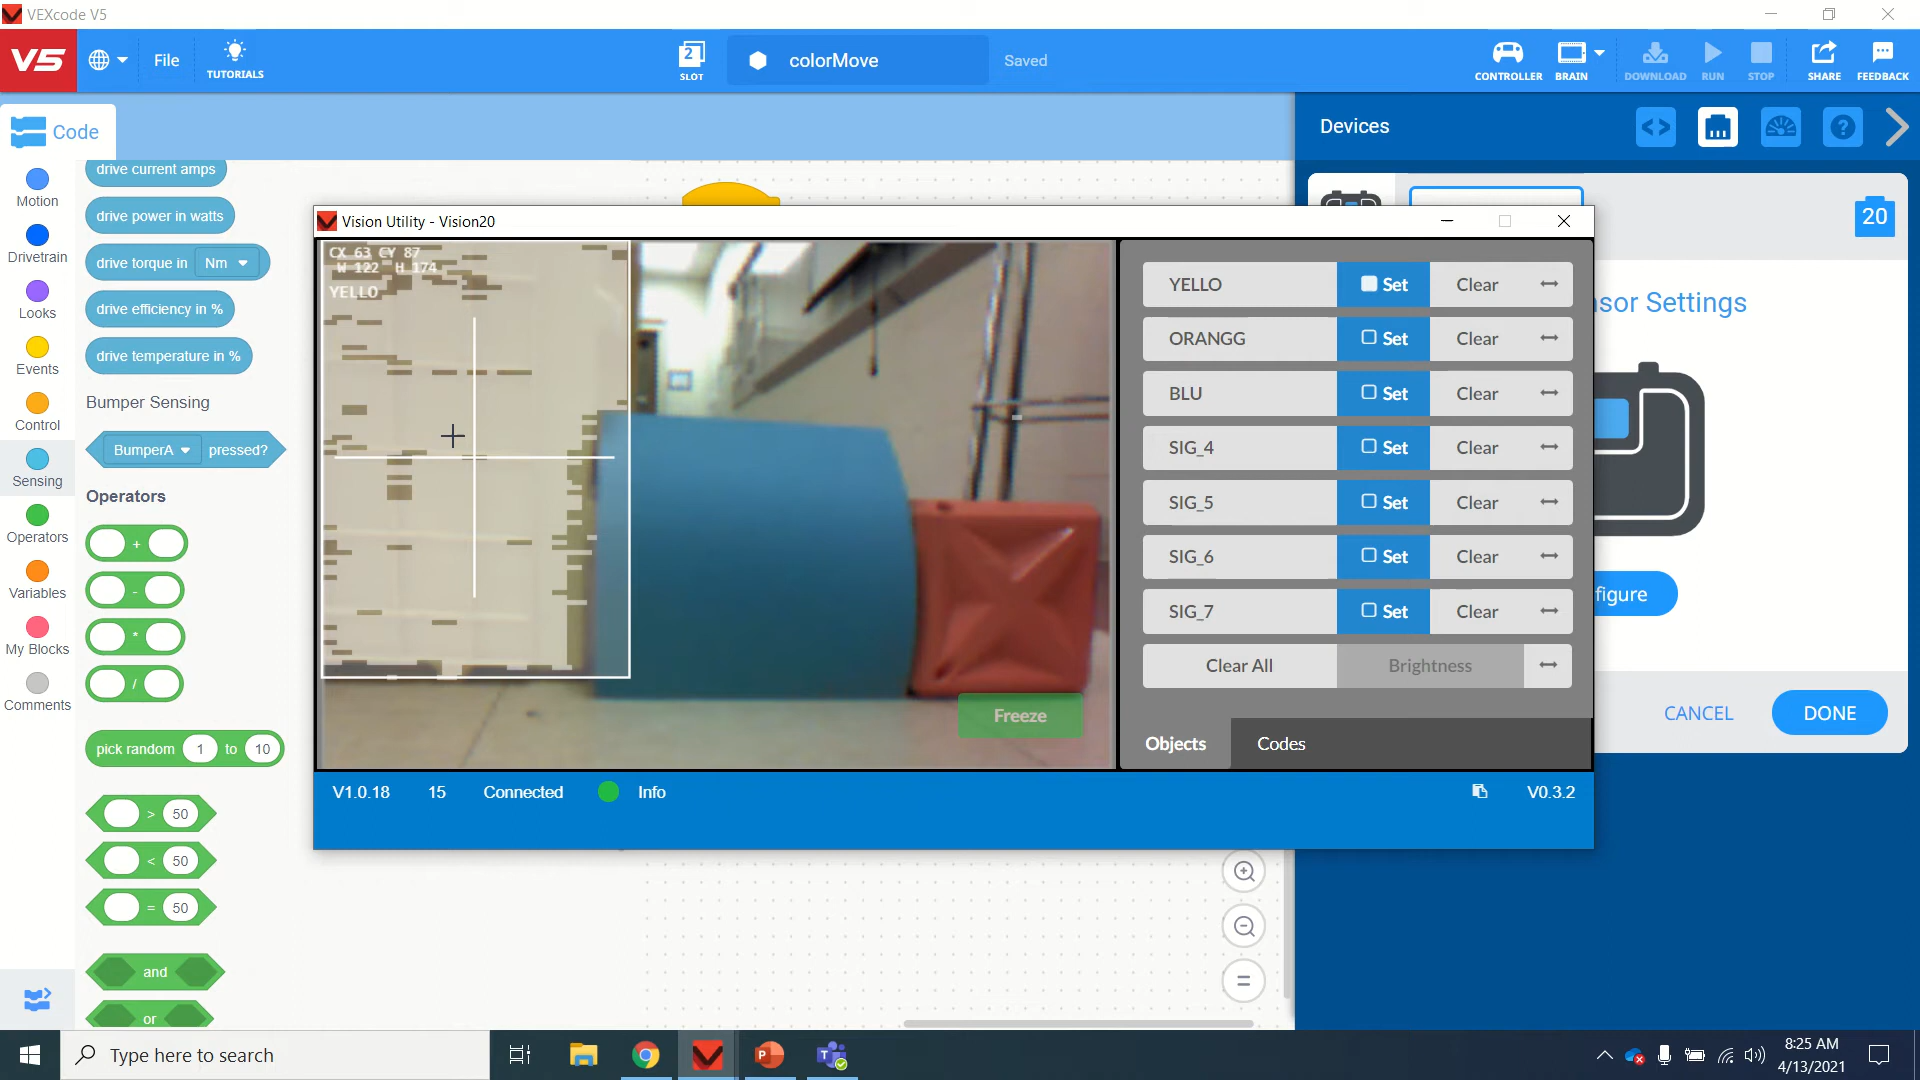 VEXcode V5
V5
File
TUTORIALS
2
SLOT
colorMove
Saved
CONTROLLER
BRAIN
DOWNLOAD
RUN
STOP
SHARE
FEEDBACK
Code
Devices
Motion
Drivetrain
Looks
Events
Control
Sensing
Operators
Variables
My Blocks
Comments
drive current amps
drive power in watts
drive torque in Nm
drive efficiency in %
drive temperature in %
Bumper Sensing
BumperA pressed?
Operators
+
-
*
/
pick random 1 to 10
> 50
< 50
= 50
and
or
Vision Utility - Vision20
CX 63 CY 87
W 122 H 174
YELLO
Freeze
YELLO Set Clear
ORANGG Set Clear
BLU Set Clear
SIG_4 Set Clear
SIG_5 Set Clear
SIG_6 Set Clear
SIG_7 Set Clear
Clear All Brightness
Objects Codes
V1.0.18 15 Connected Info V0.3.2
20
sor Settings
figure
CANCEL DONE
=
Type here to search
8:25 AM
4/13/2021